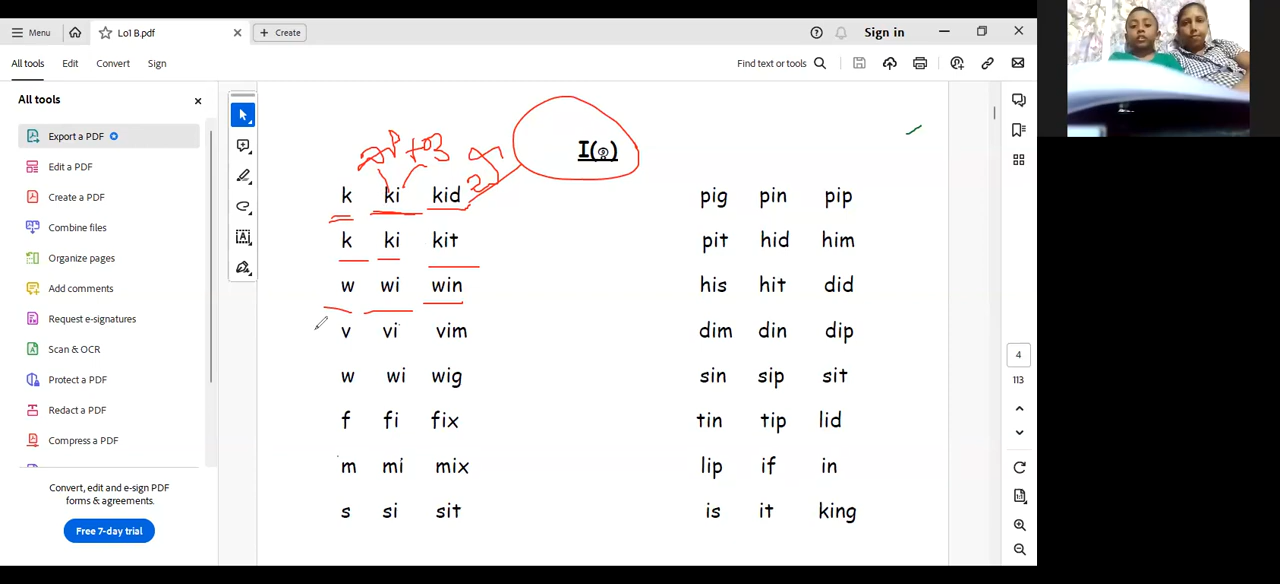 Menu Lo1 B.pdf + Create Sign in
All tools Edit Convert Sign Find text or tools
All tools
Export a PDF
Edit a PDF
Create a PDF
Combine files
Organize pages
Add comments
Request e-signatures
Scan & OCR
Protect a PDF
Redact a PDF
Compress a PDF
Convert, edit and e-sign PDF
forms & agreements.
Free 7-day trial
k ki kid pig pin pip
k ki kit pit hid him
w wi win his hit did
v vi vim dim din dip
w wi wig sin sip sit
f fi fix tin tip lid
m mi mix lip if in
s si sit is it king
4
113